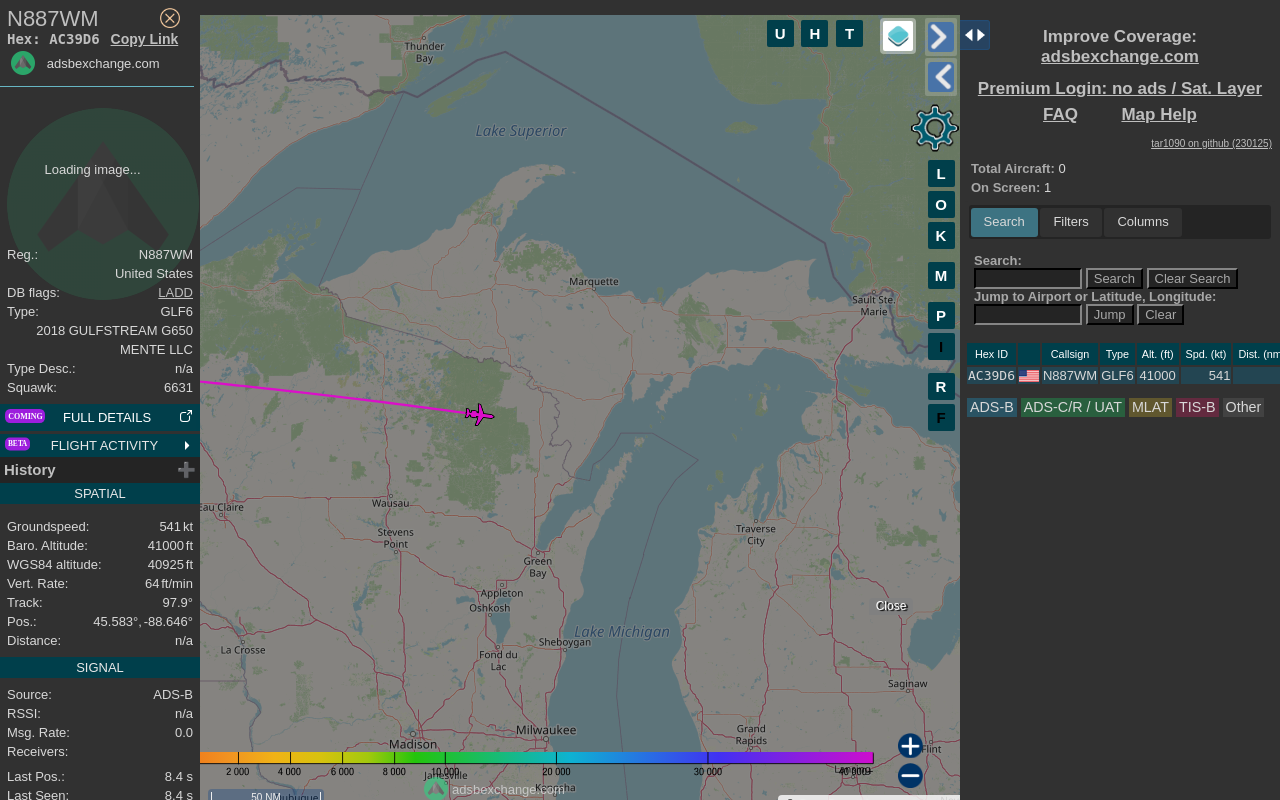 N887WM
Hex: AC39D6 Copy Link
adsbexchange.com
Loading image...
Reg.: N887WM
United States
DB flags: LADD
Type: GLF6
2018 GULFSTREAM G650
MENTE LLC
Type Desc.: n/a
Squawk: 6631
COMING FULL DETAILS
BETA FLIGHT ACTIVITY
History
SPATIAL
Groundspeed: 541 kt
Baro. Altitude: 41000 ft
WGS84 altitude: 40925 ft
Vert. Rate: 64 ft/min
Track: 97.9°
Pos.: 45.583°, -88.646°
Distance: n/a
SIGNAL
Source: ADS-B
RSSI: n/a
Msg. Rate: 0.0
Receivers:
Last Pos.: 8.4 s
Last Seen: 8.4 s
U H T
Thunder
Bay
Lake Superior
L
O
K
M
P
I
R
F
Marquette
Sault Ste.
Marie
Eau Claire
Wausau
Stevens
Point
Green
Bay
Traverse
City
Appleton
Oshkosh
Close
Lake Michigan
Sheboygan
La Crosse
Fond du
Lac
Saginaw
Grand
Rapids
Milwaukee
Madison
Flint
2 000 4 000 6 000 8 000 10 000 20 000 30 000 40 000+
Janesville
adsbexchange.com
Kenosha
50 NM
Dubuque
Improve Coverage:
adsbexchange.com
Premium Login: no ads / Sat. Layer
FAQ Map Help
tar1090 on github (230125)
Total Aircraft: 0
On Screen: 1
Search Filters Columns
Search:
Search Clear Search
Jump to Airport or Latitude, Longitude:
Jump Clear
Hex ID Callsign Type Alt. (ft) Spd. (kt) Dist. (nm
AC39D6 N887WM GLF6 41000 541
ADS-B ADS-C/R / UAT MLAT TIS-B Other